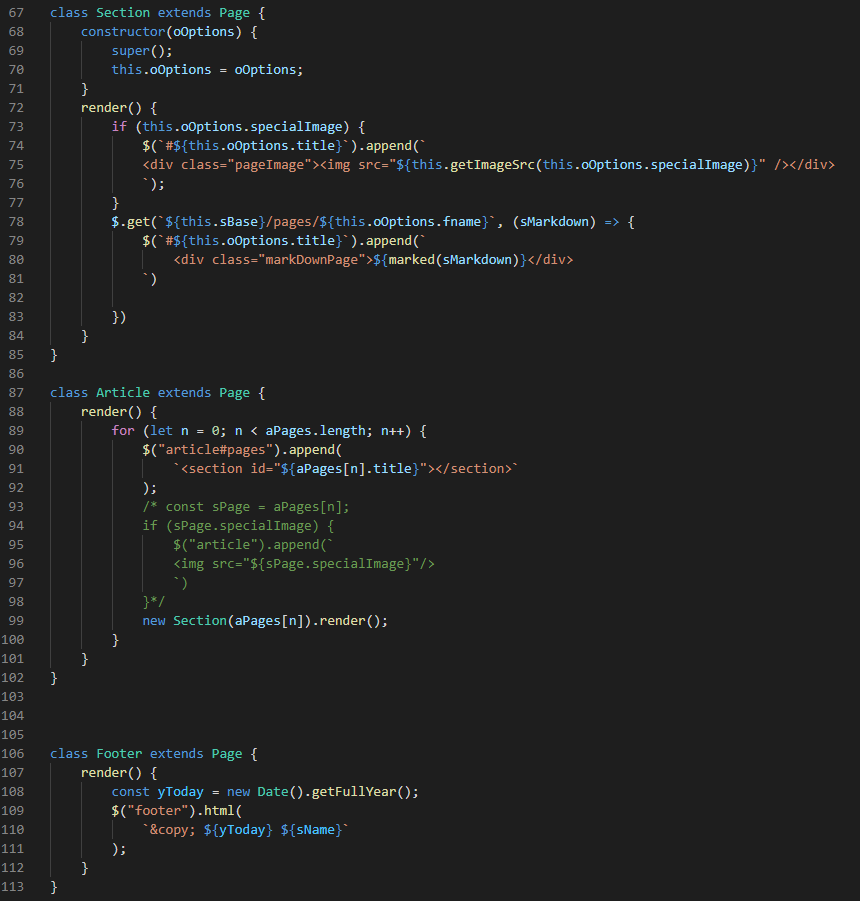 67 class Section extends Page {
68     constructor(oOptions) {
69         super();
70         this.oOptions = oOptions;
71     }
72     render() {
73         if (this.oOptions.specialImage) {
74             $(`#${this.oOptions.title}`).append(`
75             <div class="pageImage"><img src="${this.getImageSrc(this.oOptions.specialImage)}" /></div>
76             `);
77         }
78         $.get(`${this.sBase}/pages/${this.oOptions.fname}`, (sMarkdown) => {
79             $(`#${this.oOptions.title}`).append(`
80                 <div class="markDownPage">${marked(sMarkdown)}</div>
81             `)
82
83         })
84     }
85 }
86
87 class Article extends Page {
88     render() {
89         for (let n = 0; n < aPages.length; n++) {
90             $("article#pages").append(
91                 `<section id="${aPages[n].title}"></section>`
92             );
93             /* const sPage = aPages[n];
94             if (sPage.specialImage) {
95                 $("article").append(`
96                 <img src="${sPage.specialImage}"/>
97                 `)
98             }*/
99             new Section(aPages[n]).render();
100         }
101     }
102 }
103
104
105
106 class Footer extends Page {
107     render() {
108         const yToday = new Date().getFullYear();
109         $("footer").html(
110             `&copy; ${yToday} ${sName}`
111         );
112     }
113 }